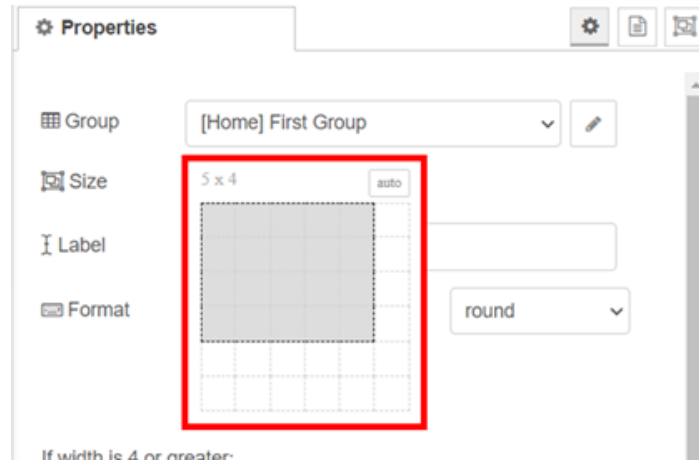 Properties
Group
[Home] First Group
Size
5 x 4
auto
Label
Format
round
If width is 4 or greater: